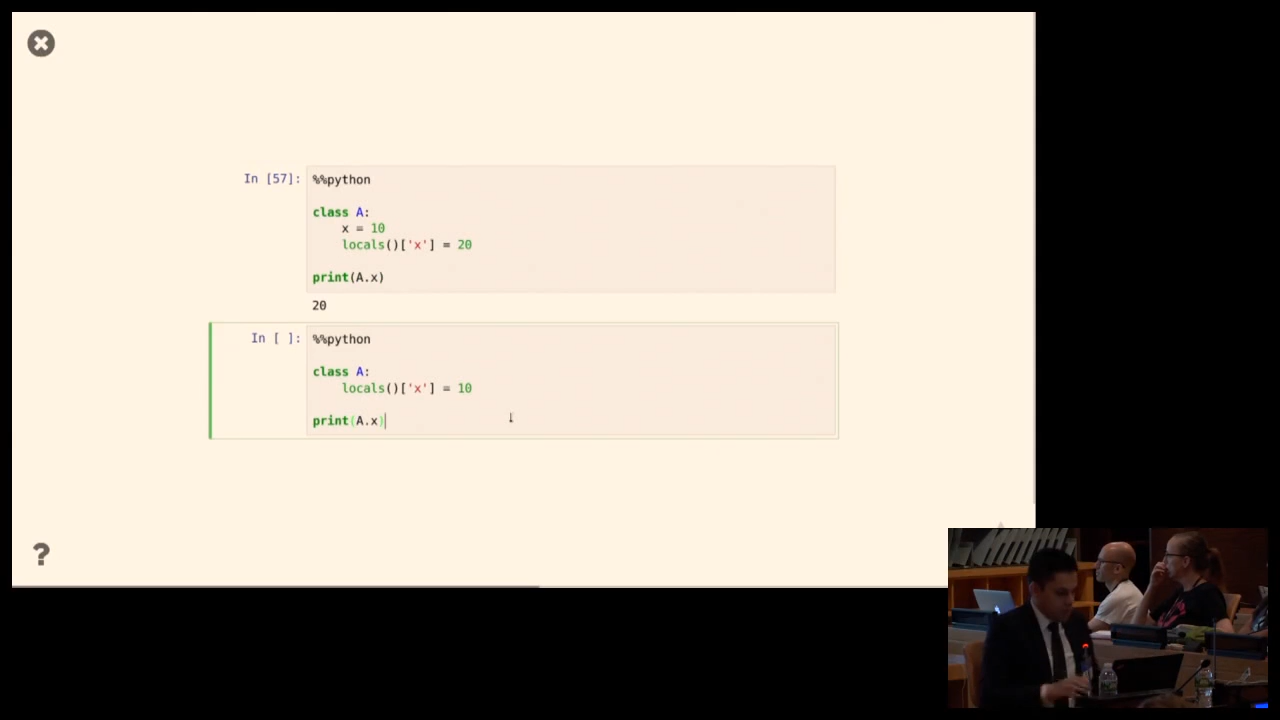 In [57]:
%%python
class A:
    x = 10
    locals()['x'] = 20
print(A.x)
20
In [ ]:
%%python
class A:
    locals()['x'] = 10
print(A.x)
?